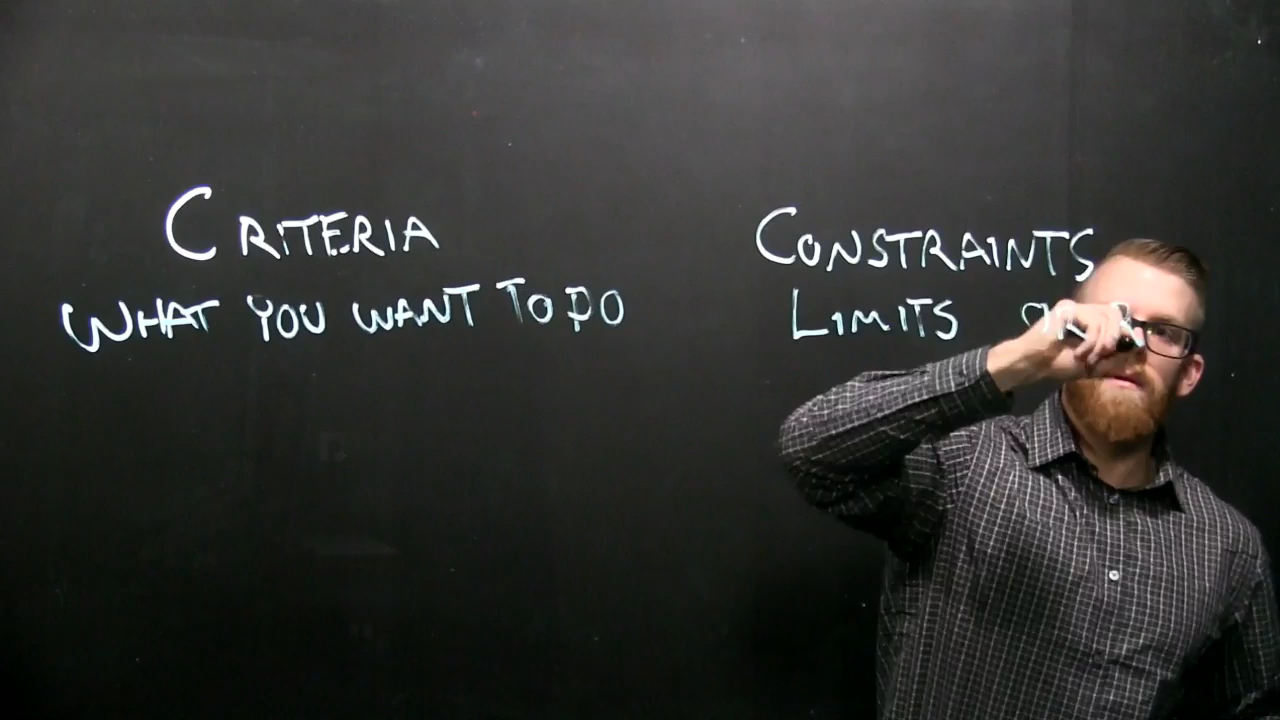 CRITERIA
WHAT YOU WANT TO DO
CONSTRAINTS
LIMITS